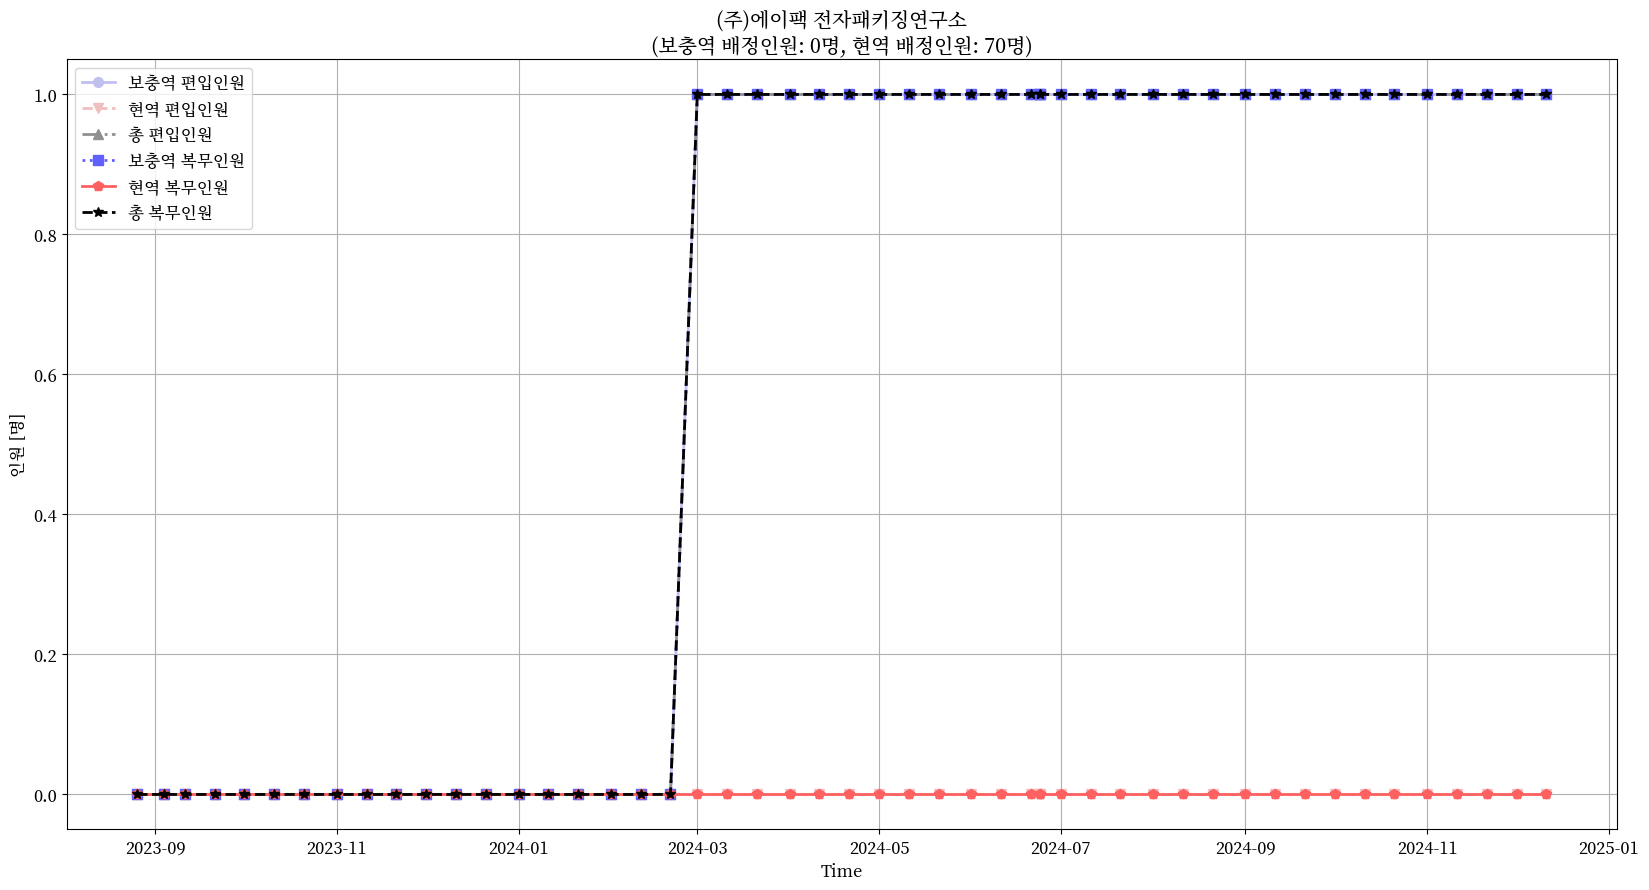 (주)에이팩 전자패키징연구소
(보충역 배정인원: 0명, 현역 배정인원: 70명)
보충역 편입인원
현역 편입인원
총 편입인원
보충역 복무인원
현역 복무인원
총 복무인원
1.0
0.8
0.6
0.4
0.2
0.0
인원 [명]
2023-09
2023-11
2024-01
2024-03
2024-05
2024-07
2024-09
2024-11
2025-01
Time